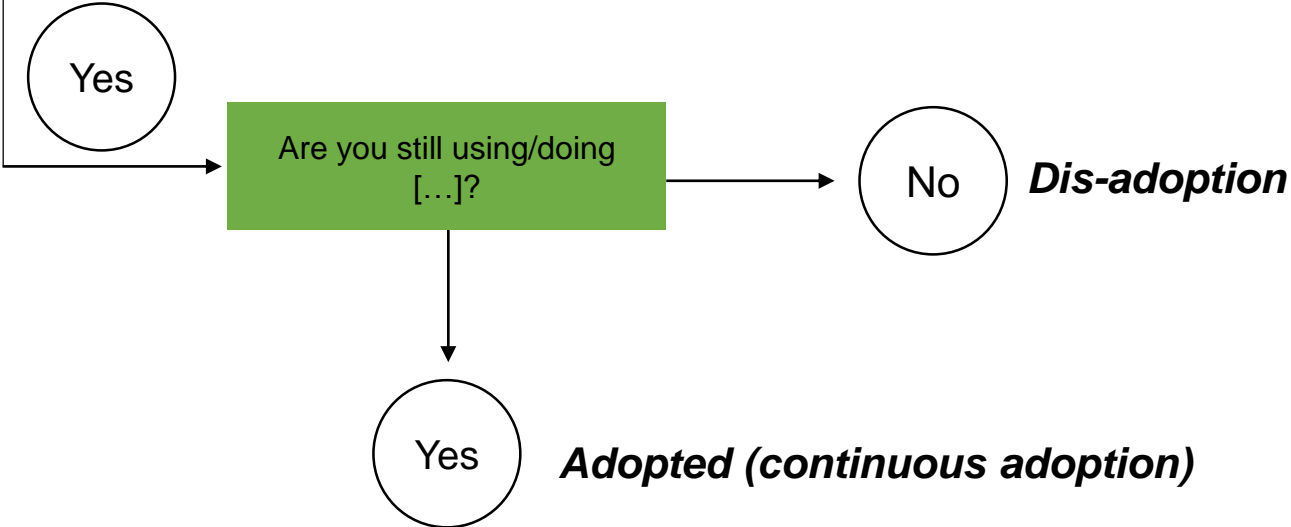 Yes
Are you still using/doing
[…]?
No
Dis-adoption
Yes
Adopted (continuous adoption)